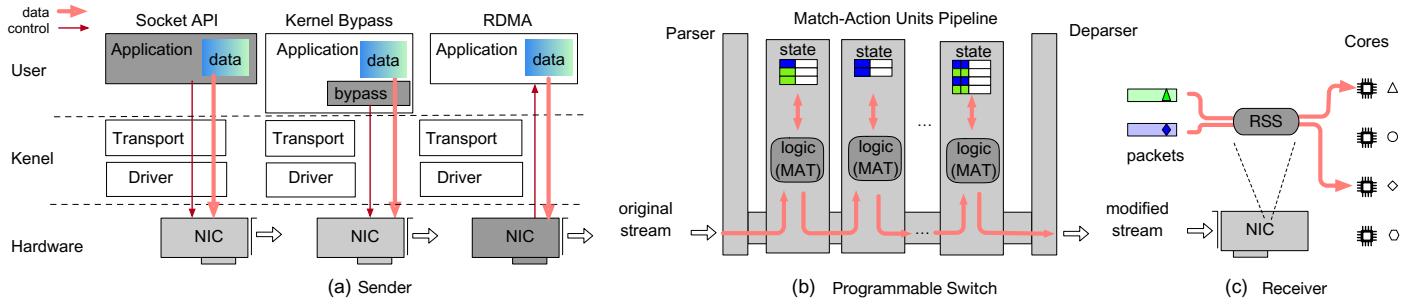 data
control
User
Kenel
Hardware
Socket API
Application
data
Transport
Driver
NIC
Kernel Bypass
Application
data
bypass
Transport
Driver
NIC
RDMA
Application
data
Transport
Driver
NIC
(a) Sender
Match-Action Units Pipeline
Parser
Deparser
original
stream
state
logic
(MAT)
state
logic
(MAT)
...
...
state
logic
(MAT)
modified
stream
(b) Programmable Switch
Cores
packets
RSS
NIC
(c) Receiver